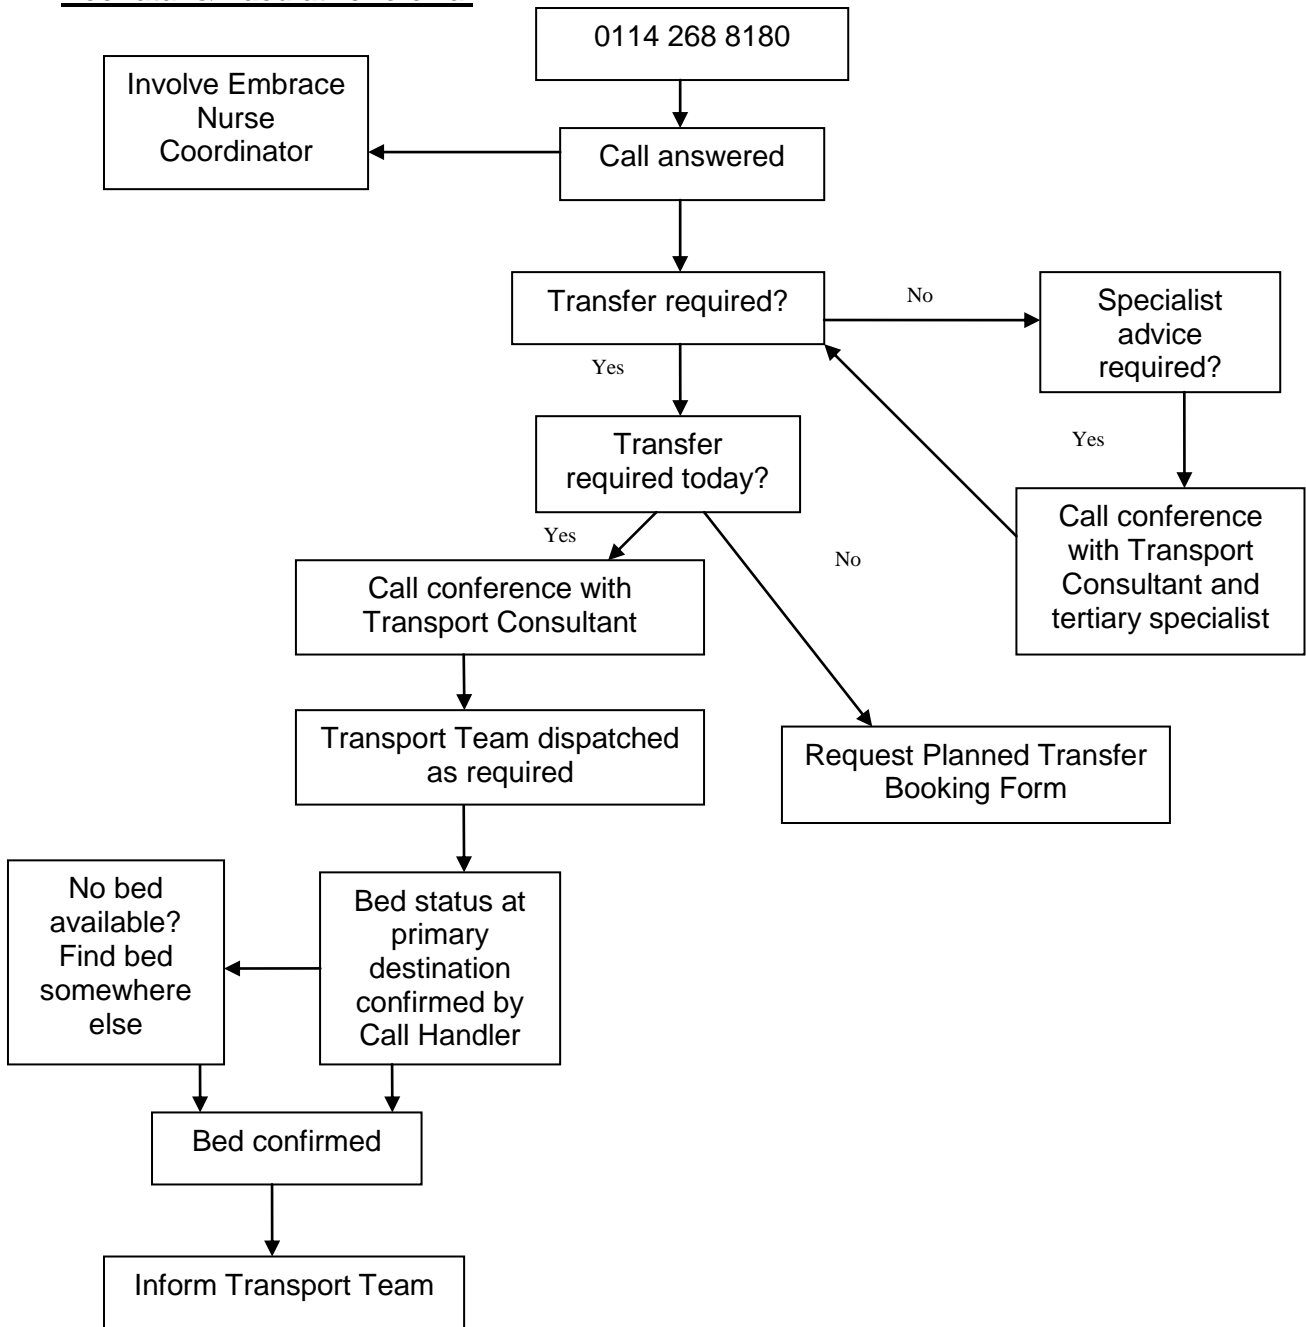 0114 268 8180
Involve Embrace
Nurse
Coordinator
Call answered
Transfer required?
No
Specialist
advice
required?
Yes
Yes
Transfer
required today?
Call conference
with Transport
Consultant and
tertiary specialist
Yes
No
Call conference with
Transport Consultant
Transport Team dispatched
as required
Request Planned Transfer
Booking Form
No bed
available?
Find bed
somewhere
else
Bed status at
primary
destination
confirmed by
Call Handler
Bed confirmed
Inform Transport Team